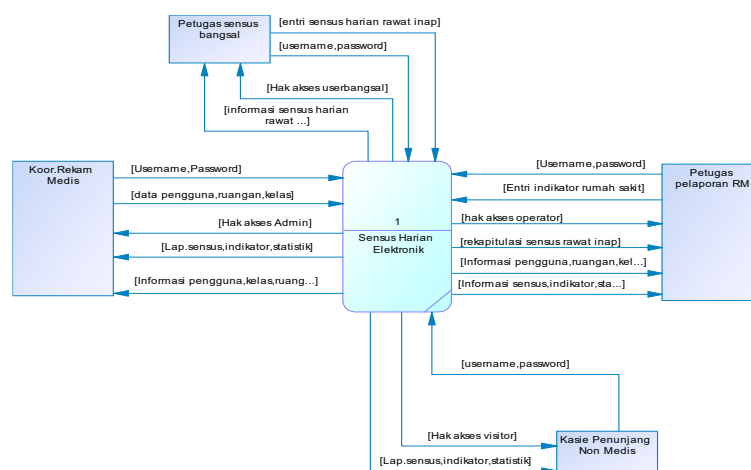 Petugas sensus
bangsal
[entri sensus harian rawat inap]
[username,password]
[Hak akses userbangsal]
[informasi sensus harian
rawat ...]
Koor.Rekam
Medis
[Username,Password]
[data pengguna,ruangan,kelas]
[Hak akses Admin]
[Lap.sensus,indikator,statistik]
[Informasi pengguna,kelas,ruang...]
1
Sensus Harian
Elektronik
Petugas
pelaporan RM
[Username,password]
[Entri indikator rumah sakit]
[hak akses operator]
[rekapitulasi sensus rawat inap]
[Informasi pengguna,ruangan,kel...]
[Informasi sensus,indikator,sta...]
[username,password]
[Hak akses visitor]
Kasie Penunjang
Non Medis
[Lap.sensus,indikator,statistik]